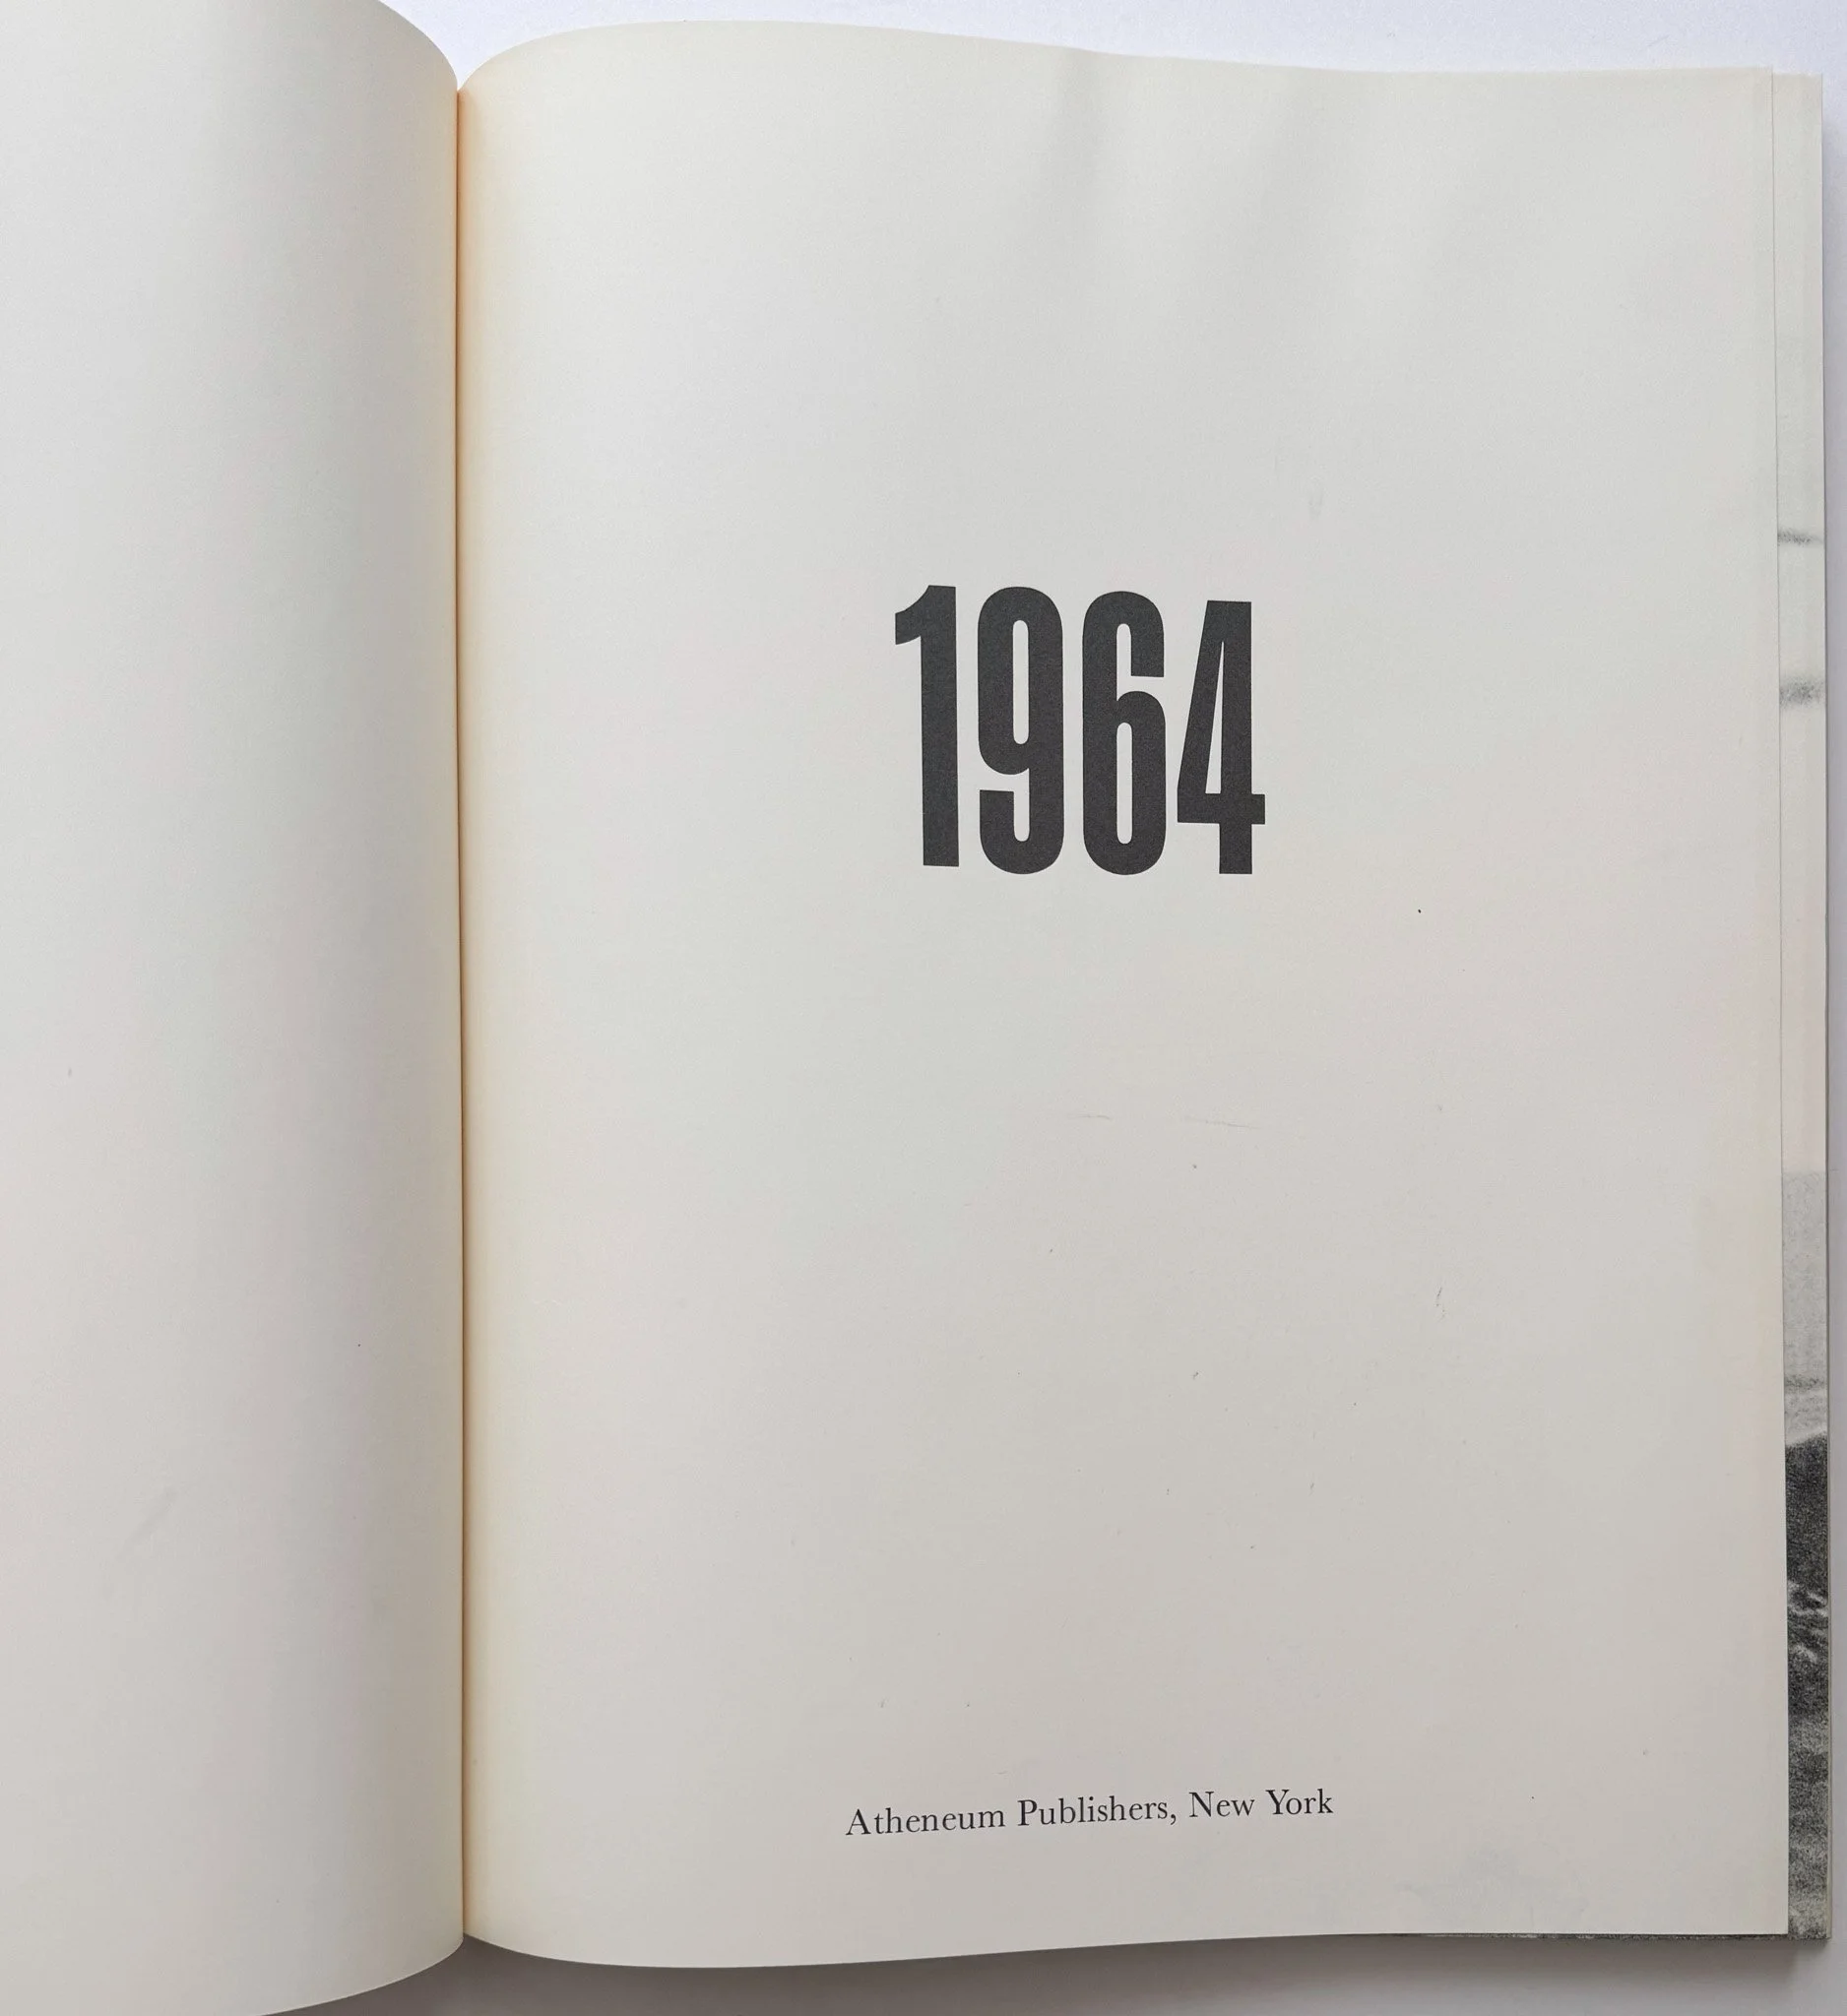 1964
Atheneum Publishers, New York